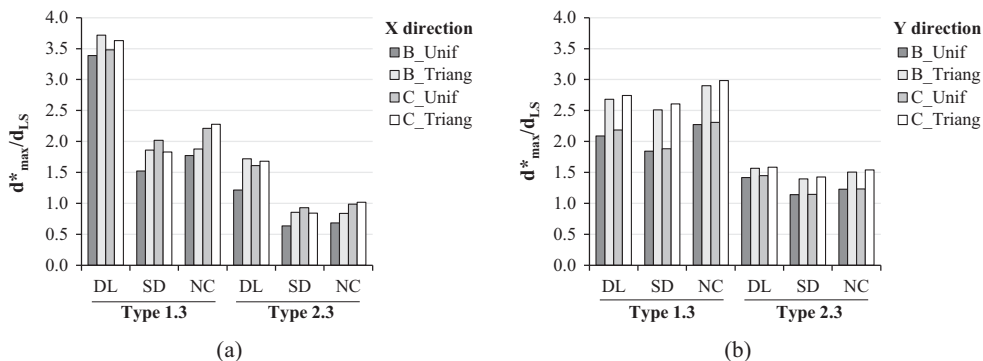 X direction
B_Unif
B_Triang
C_Unif
C_Triang
d*max/dLS
4.0
3.5
3.0
2.5
2.0
1.5
1.0
0.5
0.0
DL SD NC DL SD NC
Type 1.3 Type 2.3
(a)
Y direction
B_Unif
B_Triang
C_Unif
C_Triang
d*max/dLS
4.0
3.5
3.0
2.5
2.0
1.5
1.0
0.5
0.0
DL SD NC DL SD NC
Type 1.3 Type 2.3
(b)